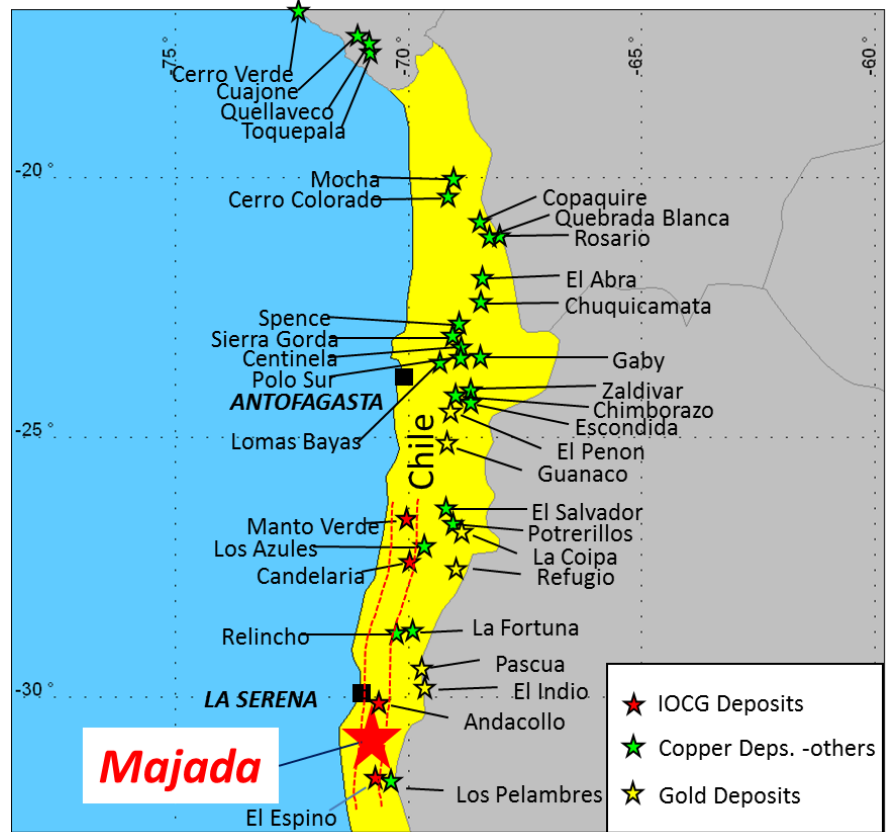 -75°
-70°
-65°
-60°
Cerro Verde
Cuajone
Quellaveco
Toquepala
-20°
Mocha
Cerro Colorado
Copaquire
Quebrada Blanca
Rosario
El Abra
Chuquicamata
Spence
Sierra Gorda
Centinela
Polo Sur
Gaby
ANTOFAGASTA
Zaldivar
Chimborazo
Escondida
Lomas Bayas
-25°
Chile
El Penon
Guanaco
Manto Verde
El Salvador
Potrerillos
Los Azules
La Coipa
Candelaria
Refugio
Relincho
La Fortuna
Pascua
-30°
LA SERENA
El Indio
Andacollo
Majada
El Espino
Los Pelambres
IOCG Deposits
Copper Deps. -others
Gold Deposits